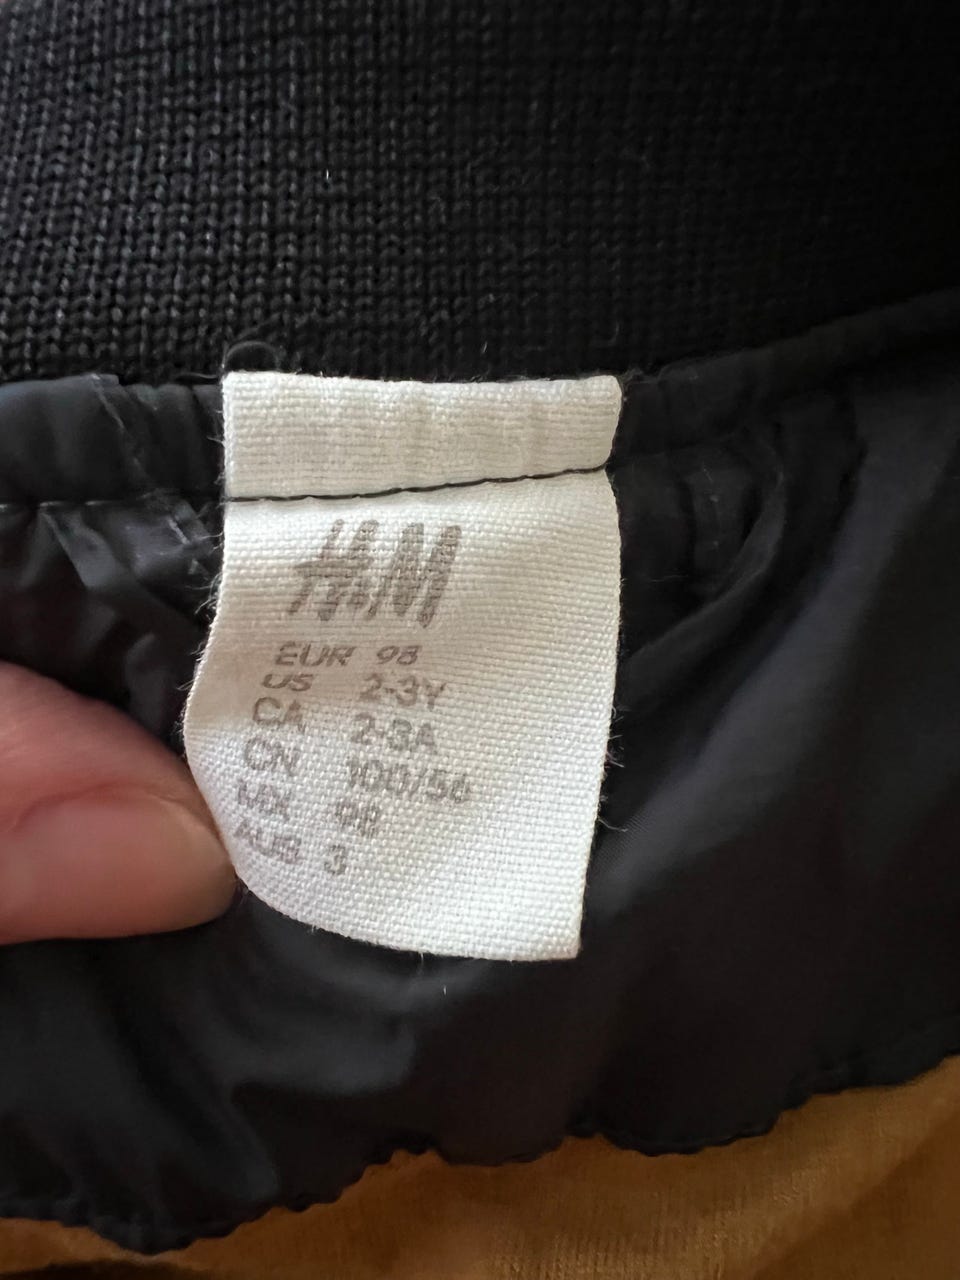 H&M
EUR 98
US 2-3Y
CA 2-3A
CN 100/56
MX 98
AUS 3